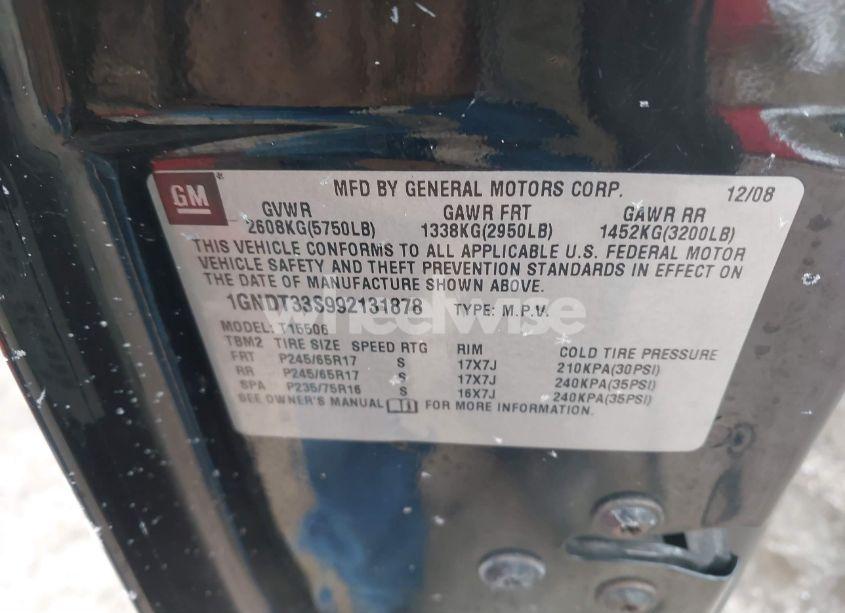 GM
MFD BY GENERAL MOTORS CORP. 12/08
GVWR GAWR FRT GAWR RR
2608KG(5750LB) 1338KG(2950LB) 1452KG(3200LB)
THIS VEHICLE CONFORMS TO ALL APPLICABLE U.S. FEDERAL MOTOR
VEHICLE SAFETY AND THEFT PREVENTION STANDARDS IN EFFECT ON
THE DATE OF MANUFACTURE SHOWN ABOVE.
1GNDT33S992131878 TYPE: M.P.V.
wheelwise
MODEL: T15506
TBM2 TIRE SIZE SPEED RTG RIM COLD TIRE PRESSURE
FRT P245/65R17 S 17X7J 210KPA(30PSI)
RR P245/65R17 S 17X7J 240KPA(35PSI)
SPA P235/75R16 S 16X7J 240KPA(35PSI)
SEE OWNER'S MANUAL FOR MORE INFORMATION.